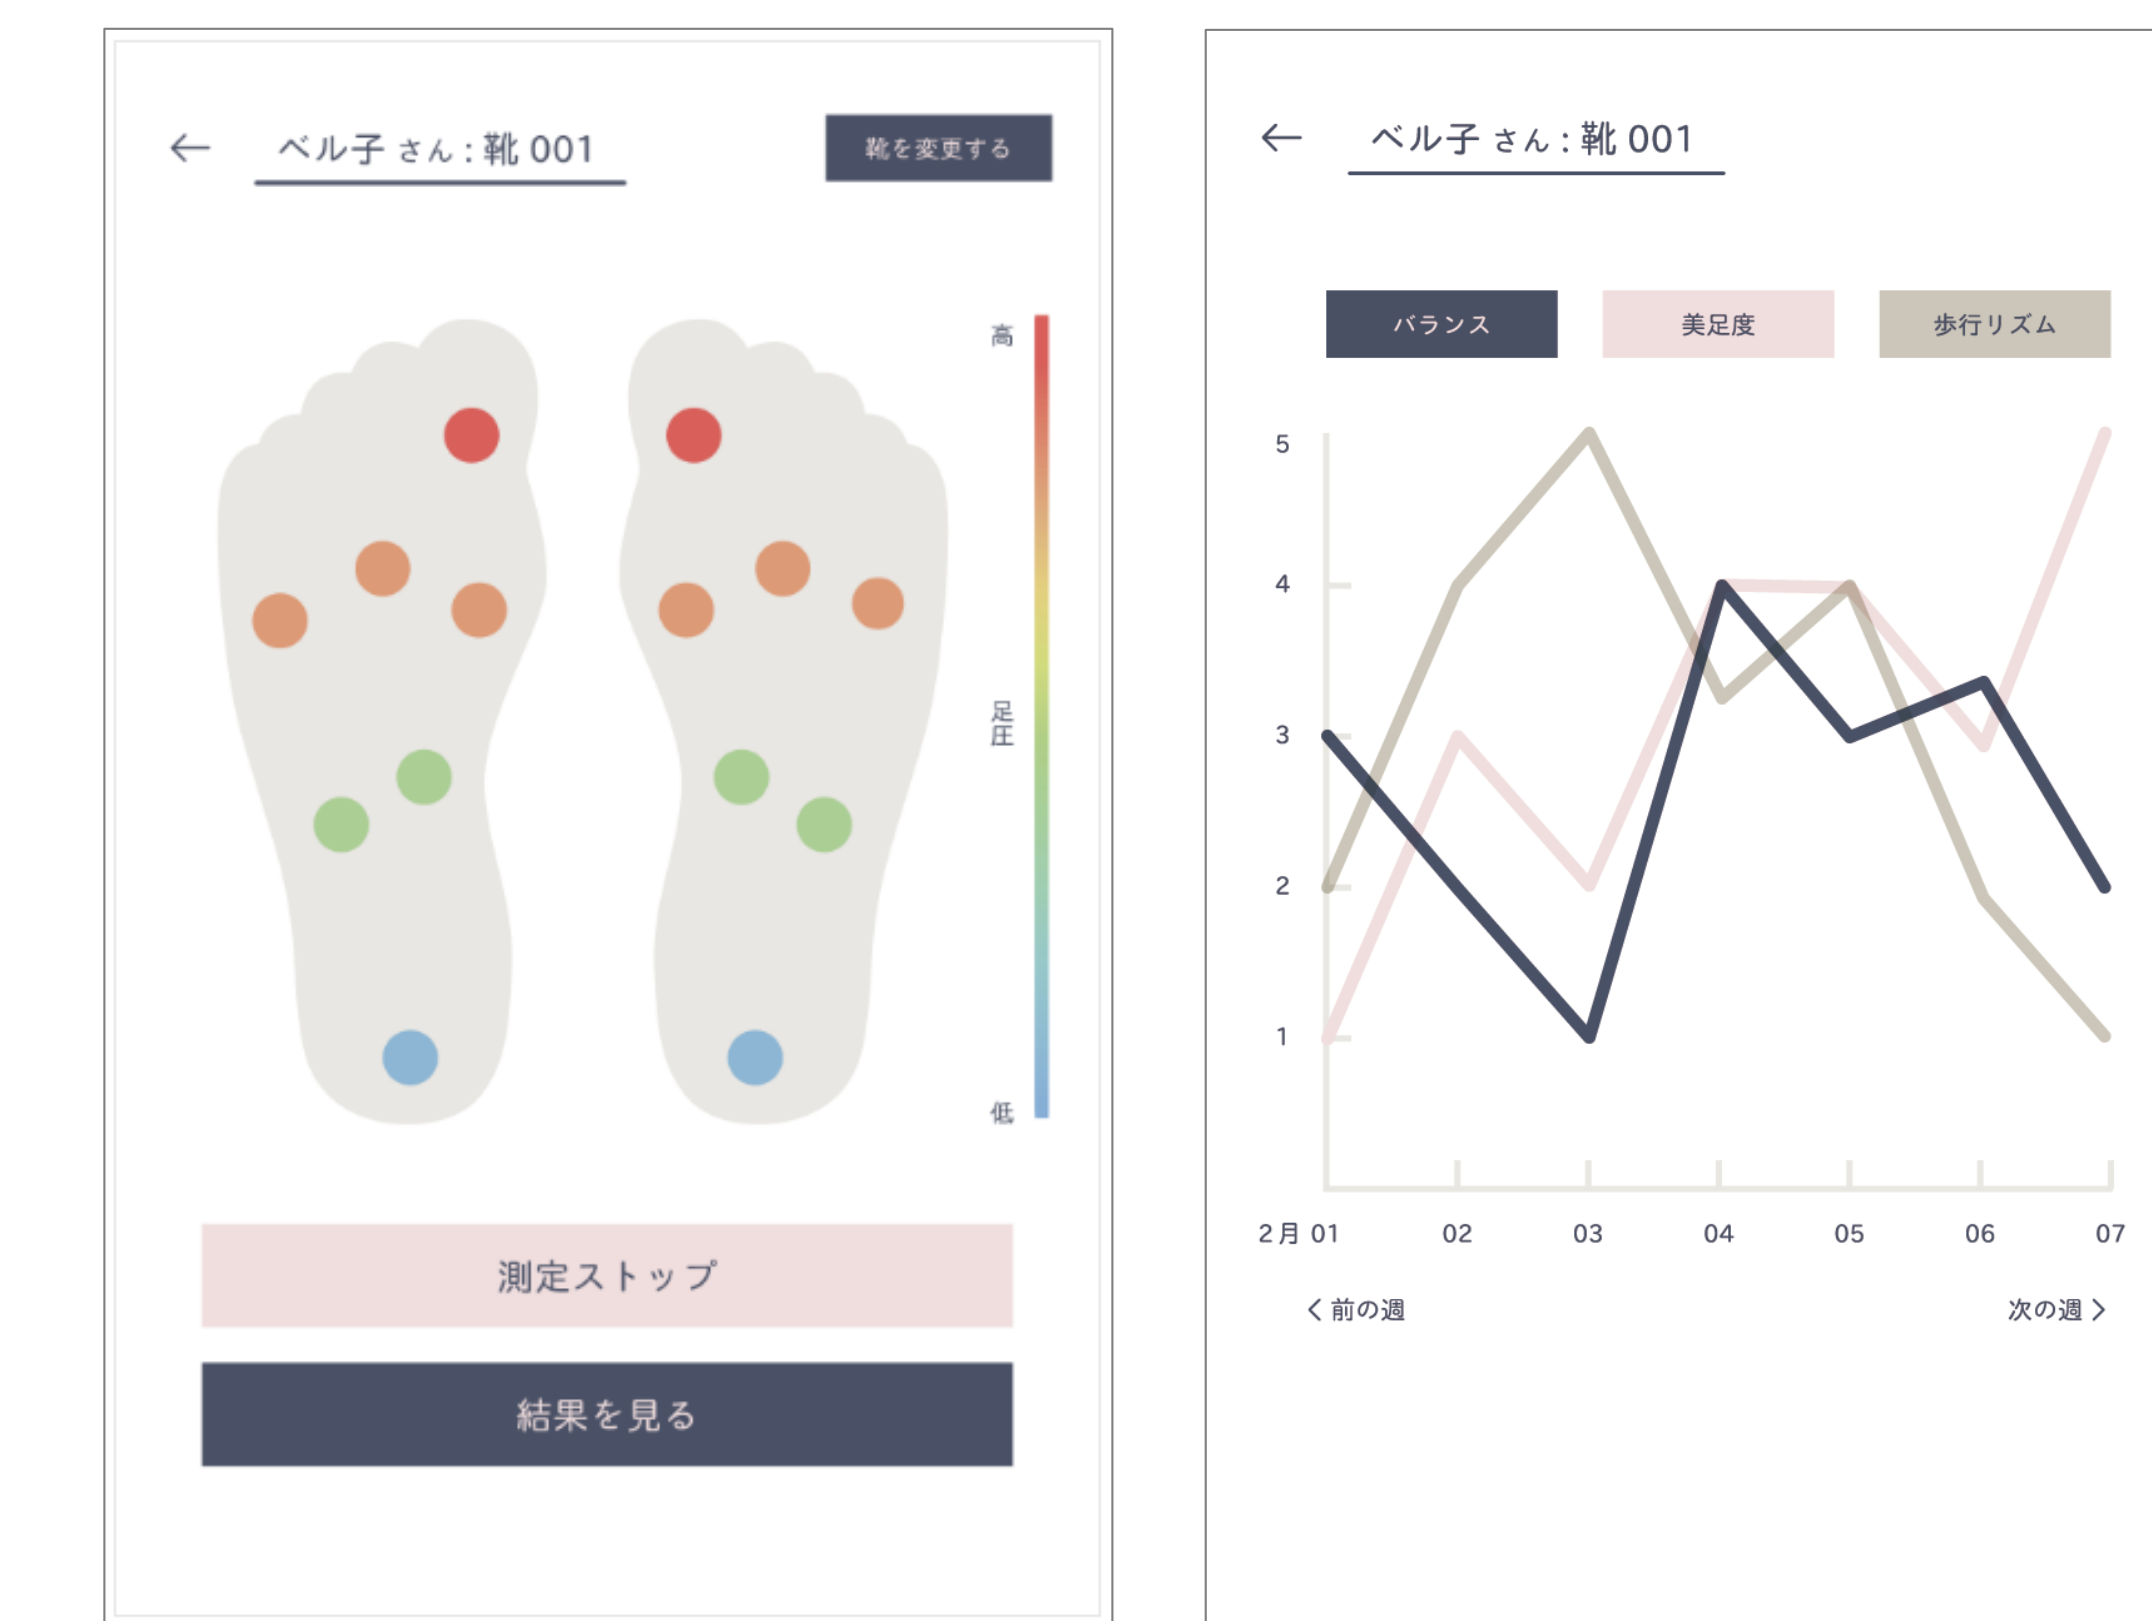 ベル子 さん : 靴 001
靴を変更する
高
足圧
低
測定ストップ
結果を見る
ベル子 さん : 靴 001
バランス
美足度
歩行リズム
5
4
3
2
1
2月 01 02 03 04 05 06 07
前の週
次の週